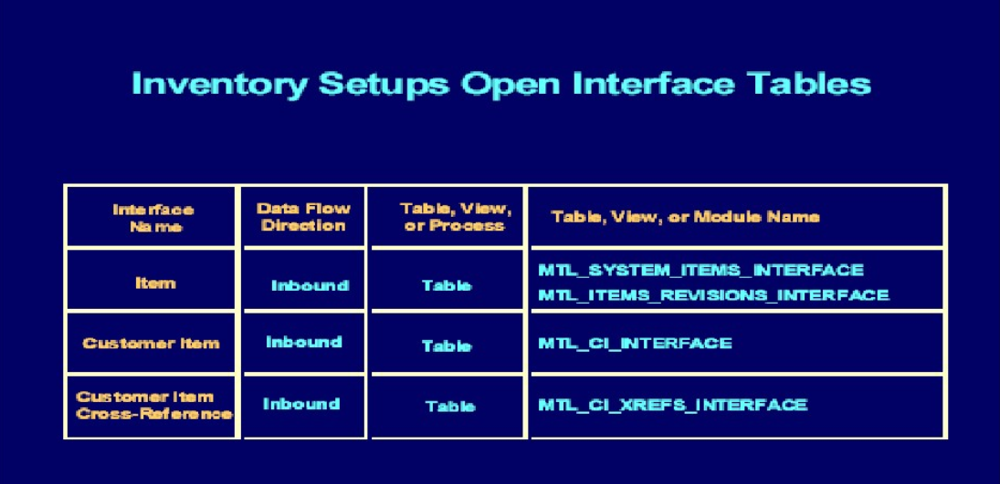 Inventory Setups Open Interface Tables
Interface Name
Data Flow Direction
Table, View, or Process
Table, View, or Module Name
Item
Inbound
Table
MTL_SYSTEM_ITEMS_INTERFACE
MTL_ITEMS_REVISIONS_INTERFACE
Customer Item
Inbound
Table
MTL_CI_INTERFACE
Customer Item
Cross-Reference
Inbound
Table
MTL_CI_XREFS_INTERFACE